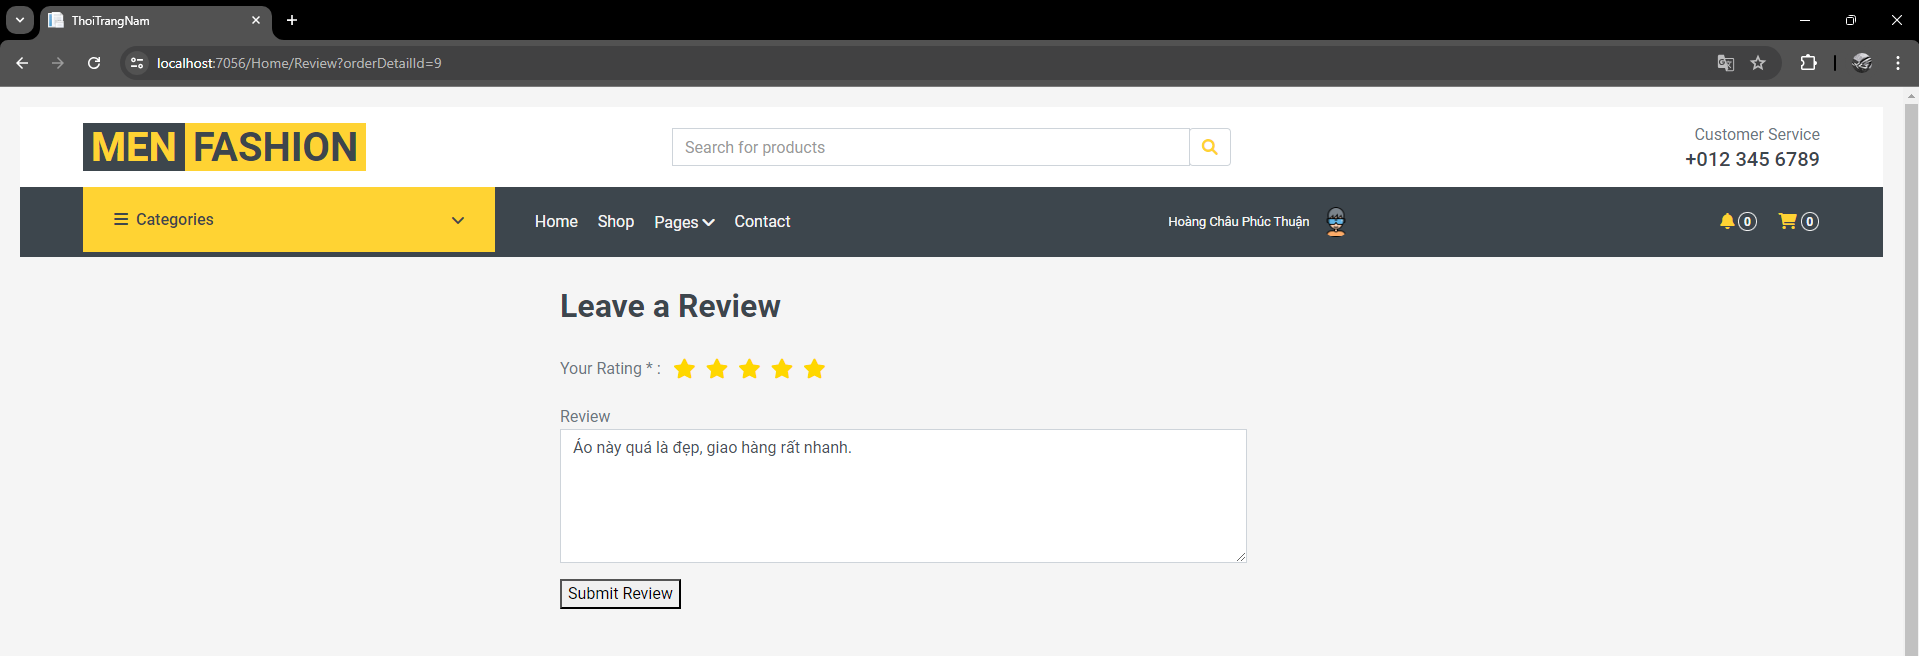 ThoiTrangNam
localhost:7056/Home/Review?orderDetailId=9
MEN FASHION
Search for products
Customer Service
+012 345 6789
Categories
Home Shop Pages Contact
Hoàng Châu Phúc Thuận
0 0
Leave a Review
Your Rating * :
Review
Áo này quá là đẹp, giao hàng rất nhanh.
Submit Review